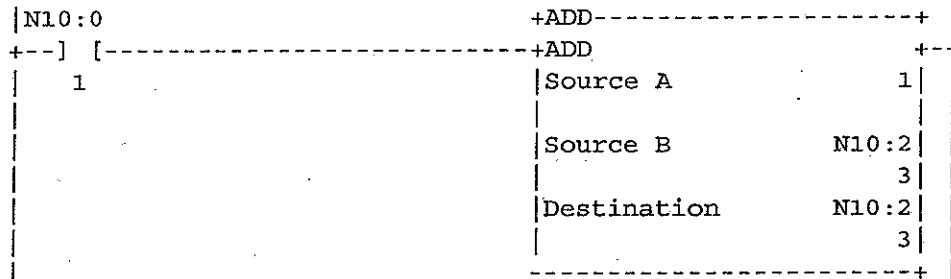 |N10:0                            +ADD--------------------+
+--] [----------------------------+ADD                    +--
|   1                             |Source A              1|
|                                 |                       |
|                                 |Source B          N10:2|
|                                 |                      3|
|                                 |Destination       N10:2|
|                                 |                      3|
|                                 ------------------------+